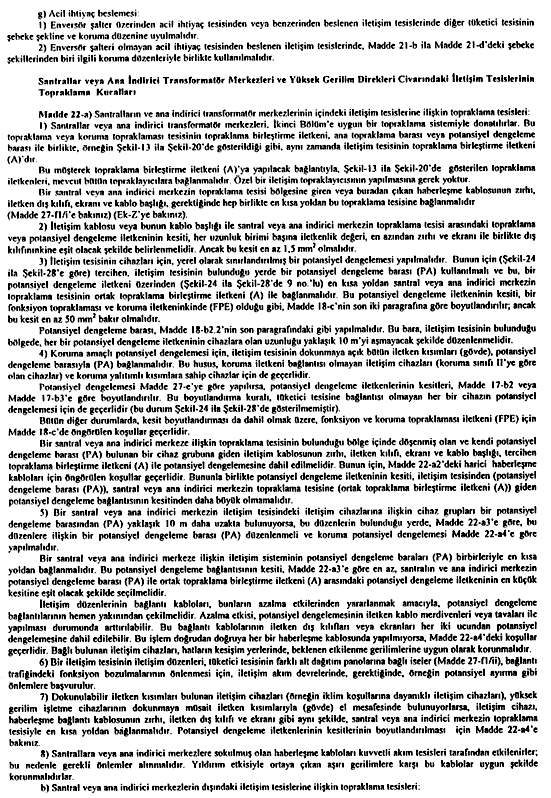 g) Acil ihtiyaç beslemesi:
1) Enversör şalter üzerinden acil ihtiyaç tesisinden veya benzerinden beslenen iletişim tesislerinde diğer tüketici tesisinin
şebeke şekline ve koruma düzenine uyulmalıdır.
2) Enversör şalteri olmayan acil ihtiyaç tesisinden beslenen iletişim tesislerinde, Madde 21-b ila Madde 21-d'deki şebeke
şekillerinden biri ilgili koruma düzenleriyle birlikte kullanılmalıdır.
Santrallar veya Ana İndirici Transformatör Merkezleri ve Yüksek Gerilim Direkleri Civarındaki İletişim Tesislerinin
Topraklama Kuralları
Madde 22-a) Santralların ve ana indirici transformatör merkezlerinin içindeki iletişim tesislerine ilişkin topraklama tesisleri:
1) Santrallar veya ana indirici transformatör merkezleri, İkinci Bölüm'e uygun bir topraklama sistemiyle donatılırlar. Bu
topraklama veya koruma topraklaması tesisinin topraklama birleştirme iletkeni, ana topraklama barası veya potansiyel dengeleme
barası ile birlikte, örneğin Şekil-13 ila Şekil-20'de gösterildiği gibi, aynı zamanda iletişim tesisinin topraklama birleştirme iletkeni
(A)'dır.
Bu müşterek topraklama birleştirme iletkeni (A)'ya yapılacak bağlantıyla, Şekil-13 ila Şekil-20'de gösterilen topraklama
iletkenleri, mevcut bütün topraklayıcılara bağlanmalıdır. Özel bir iletişim topraklayıcısının yapılmasına gerek yoktur.
Bir santral veya ana indirici merkezin topraklama tesisi bölgesine giren veya buradan çıkan haberleşme kablosunun zırhı,
iletken dış kılıfı, ekranı ve kablo başlığı, gerektiğinde hep birlikte en kısa yoldan bu topraklama tesisine bağlanmalıdır
(Madde 27-f1/i'e bakınız) (Ek-Z'ye bakınız).
2) İletişim kablosu veya bunun kablo başlığı ile santral veya ana indirici merkezin topraklama tesisi arasındaki topraklama
veya potansiyel dengeleme iletkeninin kesiti, her uzunluk birimi başına iletkenlik değeri, en azından zırhı ve ekranı ile birlikte dış
kılıfınınkine eşit olacak şekilde belirlenmelidir. Ancak bu kesit en az 1,5 mm² olmalıdır.
3) İletişim tesisinin cihazları için, yerel olarak sınırlandırılmış bir potansiyel dengelemesi yapılmalıdır. Bunun için (Şekil-24
ila Şekil-28'e göre) tercihen, iletişim tesisinin bulunduğu yerde bir potansiyel dengeleme barası (PA) kullanılmalı ve bu, bir
potansiyel dengeleme iletkeni üzerinden (Şekil-24 ila Şekil-28'de 9 no.'lu) en kısa yoldan santral veya ana indirici merkezin
topraklama tesisinin ortak topraklama birleştirme iletkeni (A) ile bağlanmalıdır. Bu potansiyel dengeleme iletkeninin kesiti, bir
fonksiyon topraklaması ve koruma iletkenininkinde (FPE) olduğu gibi, Madde 18-c'nin son iki paragrafına göre boyutlandırılır; ancak
bu kesit en az 50 mm² bakır olmalıdır.
Potansiyel dengeleme barası, Madde 18-b2.2'nin son paragrafındaki gibi yapılmalıdır. Bu bara, iletişim tesisinin bulunduğu
bölgede, her bir potansiyel dengeleme iletkeninin cihazlara olan uzunluğu yaklaşık 10 m'yi aşmayacak şekilde düzenlenmelidir.
4) Koruma amaçlı potansiyel dengelemesi için, iletişim tesisinin dokunmaya açık bütün iletken kısımları (gövde), potansiyel
dengeleme barasıyla (PA) bağlanmalıdır. Bu husus, koruma iletkeni bağlantısı olmayan iletişim cihazları (koruma sınıfı II'ye göre
olan cihazlar) ve koruma yalıtımlı kısımlara sahip cihazlar için de geçerlidir.
Potansiyel dengelemesi Madde 27-e'ye göre yapılırsa, potansiyel dengeleme iletkenlerinin kesitleri, Madde 17-b2 veya
Madde 17-b3'e göre boyutlandırılır. Bu boyutlandırma kuralı, tüketici tesisine bağlantısı olmayan her bir cihazın potansiyel
dengelemesi için de geçerlidir (bu durum Şekil-24 ila Şekil-28'de gösterilmemiştir).
Bütün diğer durumlarda, kesit boyutlandırması da dahil olmak üzere, fonksiyon ve koruma topraklaması iletkeni (FPE) için
Madde 18-c'de öngörülen koşullar geçerlidir.
Bir santral veya ana indirici merkeze ilişkin topraklama tesisinin bulunduğu bölge içinde döşenmiş olan ve kendi potansiyel
dengeleme barası (PA) bulunan bir cihaz grubuna giden iletişim kablosunun zırhı, iletken kılıfı, ekranı ve kablo başlığı, tercihen
topraklama birleştirme iletkeni (A) ile potansiyel dengelemesine dahil edilmelidir. Bunun için, Madde 22-a2'deki harici haberleşme
kabloları için öngörülen koşullar geçerlidir. Bununla birlikte potansiyel dengeleme iletkeninin kesiti, iletişim tesisinden (potansiyel
dengeleme barası (PA)), santral veya ana indirici merkezin topraklama tesisine (ortak topraklama birleştirme iletkeni (A)) giden
potansiyel dengeleme bağlantısının kesitinden daha büyük olmamalıdır.
5) Bir santral veya ana indirici merkezin iletişim tesisindeki iletişim cihazlarına ilişkin cihaz grupları bir potansiyel
dengeleme barasından (PA) yaklaşık 10 m daha uzakta bulunuyorsa, bu düzenlerin bulunduğu yerde, Madde 22-a3'e göre, bu
düzenlere ilişkin bir potansiyel dengeleme barası (PA) düzenlenmeli ve koruma potansiyel dengelemesi Madde 22-a4'e göre
yapılmalıdır.
Bir santral veya ana indirici merkeze ilişkin iletişim sisteminin potansiyel dengeleme baraları (PA) birbirleriyle en kısa
yoldan bağlanmalıdır. Bu potansiyel dengeleme bağlantısının kesiti, Madde 22-a3'e göre en az, santralın ve ana indirici merkezin
potansiyel dengeleme barası (PA) ile ortak topraklama birleştirme iletkeni (A) arasındaki potansiyel dengeleme iletkeninin en küçük
kesitine eşit olacak şekilde seçilmelidir.
İletişim düzenlerinin bağlantı kabloları, bunların azalma etkilerinden yararlanmak amacıyla, potansiyel dengeleme
bağlantılarının hemen yakınından çekilmelidir. Azalma etkisi, potansiyel dengelemesinin iletken kablo merdivenleri veya tavaları ile
yapılması durumunda arttırılabilir. Bu bağlantı kablolarının iletken dış kılıfları veya ekranları her iki ucundan potansiyel
dengelemesine dahil edilebilir. Bu işlem doğrudan doğruya her bir haberleşme kablosunda yapılmıyorsa, Madde 22-a4'deki koşullar
geçerlidir. Bağlı bulunan iletişim cihazları, hatların kesişim yerlerinde, beklenen etkilenme gerilimlerine uygun olarak korunmalıdır.
6) Bir iletişim tesisinin iletişim düzenleri, tüketici tesisinin farklı alt dağıtım panolarına bağlı iseler (Madde 27-f1/ii), bağlantı
trafiğindeki fonksiyon bozulmalarının önlenmesi için, iletişim akım devrelerinde, gerektiğinde, örneğin potansiyel ayırma gibi
önlemlere başvurulur.
7) Dokunulabilir iletken kısımları bulunan iletişim cihazları (örneğin iklim koşullarına dayanıklı iletişim cihazları), yüksek
gerilim işletme cihazlarının dokunmaya müsait iletken kısımlarıyla (gövde) el mesafesinde bulunuyorlarsa, iletişim cihazı,
haberleşme bağlantı kablosunun zırhı, iletken dış kılıfı ve ekranı gibi aynı şekilde, santral veya ana indirici merkezin topraklama
tesisiyle en kısa yoldan bağlanmalıdır. Potansiyel dengeleme iletkenlerinin kesitlerinin boyutlandırılması için Madde 22-a4'e
bakınız.
8) Santrallara veya ana indirici merkezlere sokulmuş olan haberleşme kabloları kuvvetli akım tesisleri tarafından etkilenirler;
bu nedenle gerekli önlemler alınmalıdır. Yıldırım etkisiyle ortaya çıkan aşırı gerilimlere karşı bu kablolar uygun şekilde
korunmalıdırlar.
b) Santral veya ana indirici merkezlerin dışındaki iletişim tesislerine ilişkin topraklama tesisleri: